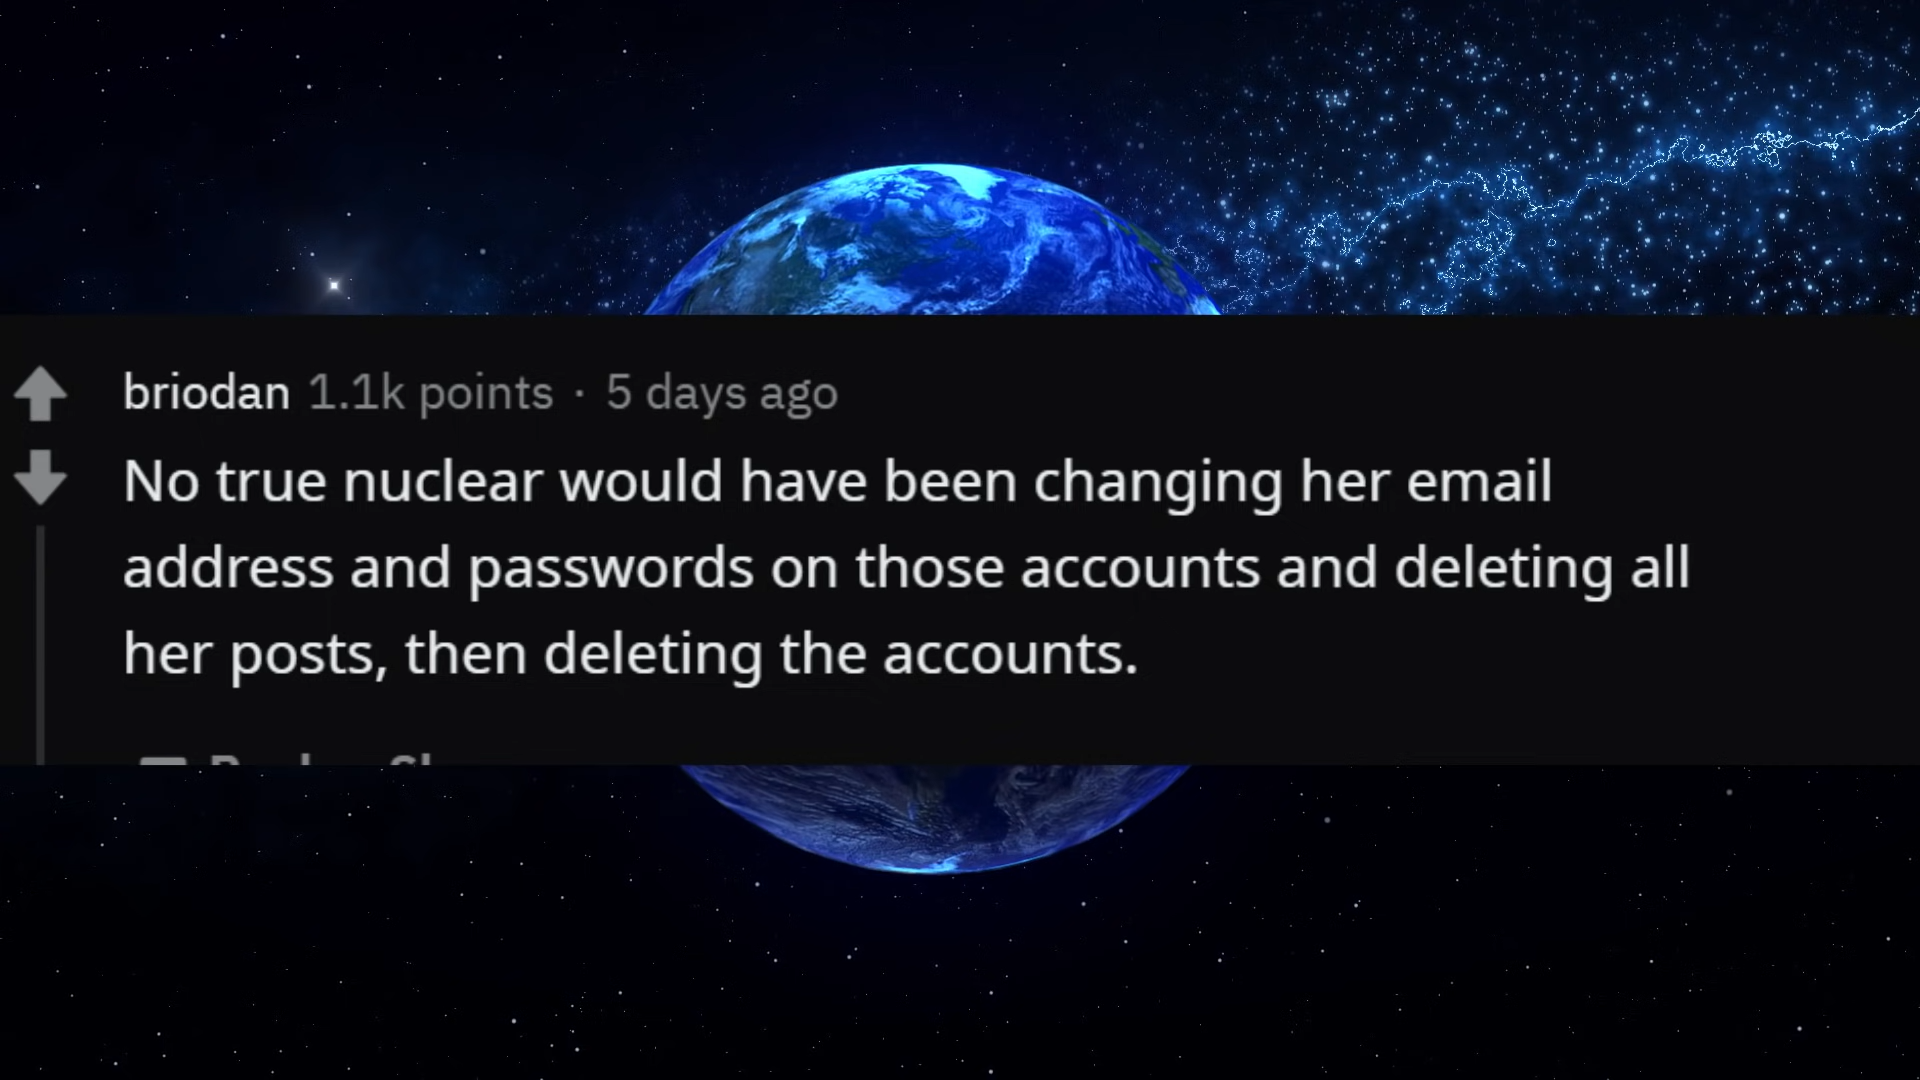 briodan 1.1k points · 5 days ago
No true nuclear would have been changing her email
address and passwords on those accounts and deleting all
her posts, then deleting the accounts.